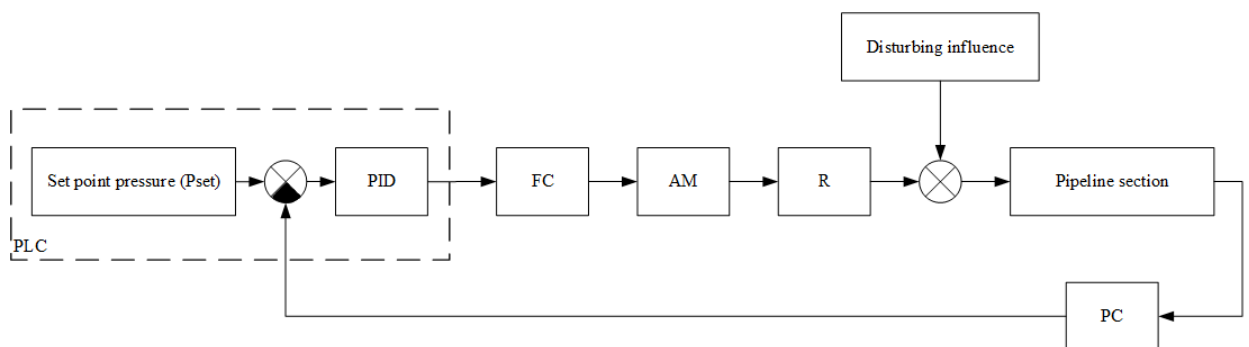 Disturbing influence
Set point pressure (Pset)
PID
FC
AM
R
Pipeline section
PLC
PC